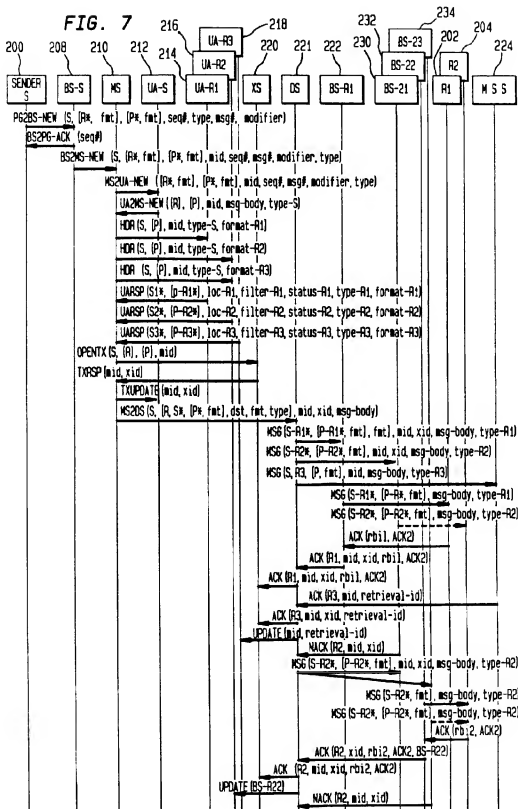 FIG. 7
200 208 210 212 216 214 218 220 221 222 232 230 234 202 204 224
SENDER S
BS-S
MS
UA-S
UA-R3
UA-R2
UA-R1
XS
DS
BS-R1
BS-23
BS-22
BS-21
R2
R1
M S S
PG2BS-NEW (S, [R*, fmt], [P*, fmt], seq#, type, msg#, modifier)
BS2PG-ACK (seq#)
BS2MS-NEW (S, [R*, fmt], [P*, fmt], mid, seq#, msg#, modifier, type)
MS2UA-NEW ([R*, fmt], [P*, fmt], mid, seq#, msg#, modifier, type)
UA2MS-NEW ([R], [P], mid, msg-body, type-S)
HDR (S, [P], mid, type-S, format-R1)
HDR (S, [P], mid, type-S, format-R2)
HDR (S, [P], mid, type-S, format-R3)
UARSP (S1*, [p-R1*], loc-R1, filter-R1, status-R1, type-R1, format-R1)
UARSP (S2*, [P-R2*], loc-R2, filter-R2, status-R2, type-R2, format-R2)
UARSP (S3*, [P-R3*], loc-R3, filter-R3, status-R3, type-R3, format-R3)
OPENTX (S, [R], [P], mid)
TXRSP (mid, xid)
TXUPDATE (mid, xid)
MS2DS (S, [R, S*, [P*, fmt], dst, fmt, type], mid, xid, msg-body)
MSG (S-R1*, [P-R1*, fmt], fmt], mid, xid, msg-body, type-R1)
MSG (S-R2*, [P-R2*, fmt], mid, xid, msg-body, type-R2)
MSG (S, R3, [P, fmt], mid, msg-body, type-R3)
MSG (S-R1*, [P-R*, fmt], msg-body, type-R1)
MSG (S-R2*, [P-R2*, fmt], msg-body, type-R2)
ACK (rbi1, ACK2)
ACK (R1, mid, xid, rbi1, ACK2)
ACK (R1, mid, xid, rbi1, ACK2)
ACK (R3, mid, retrieval-id)
ACK (R3, mid, xid, retrieval-id)
UPDATE (mid, retrieval-id)
NACK (R2, mid, xid)
MSG (S-R2*, [P-R2*, fmt], mid, xid, msg-body, type-R2)
MSG (S-R2*, fmt], msg-body, type-R2)
MSG (S-R2*, [P-R2*, fmt], msg-body, type-R2)
ACK (rbi2, ACK2)
ACK (R2, xid, rbi2, ACK2, BS-R22)
ACK (R2, mid, xid, rbi2, ACK2)
UPDATE (BS-R22)
NACK (R2, mid, xid)